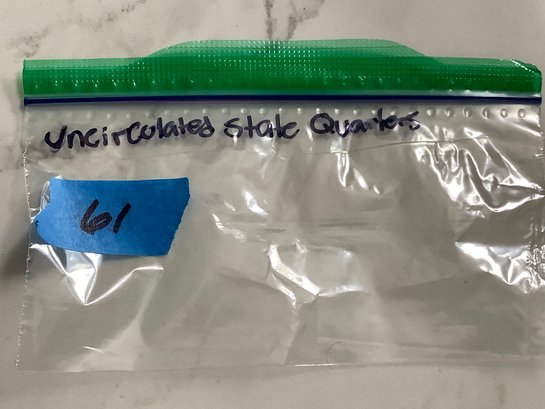 Uncirculated State Quarters
61